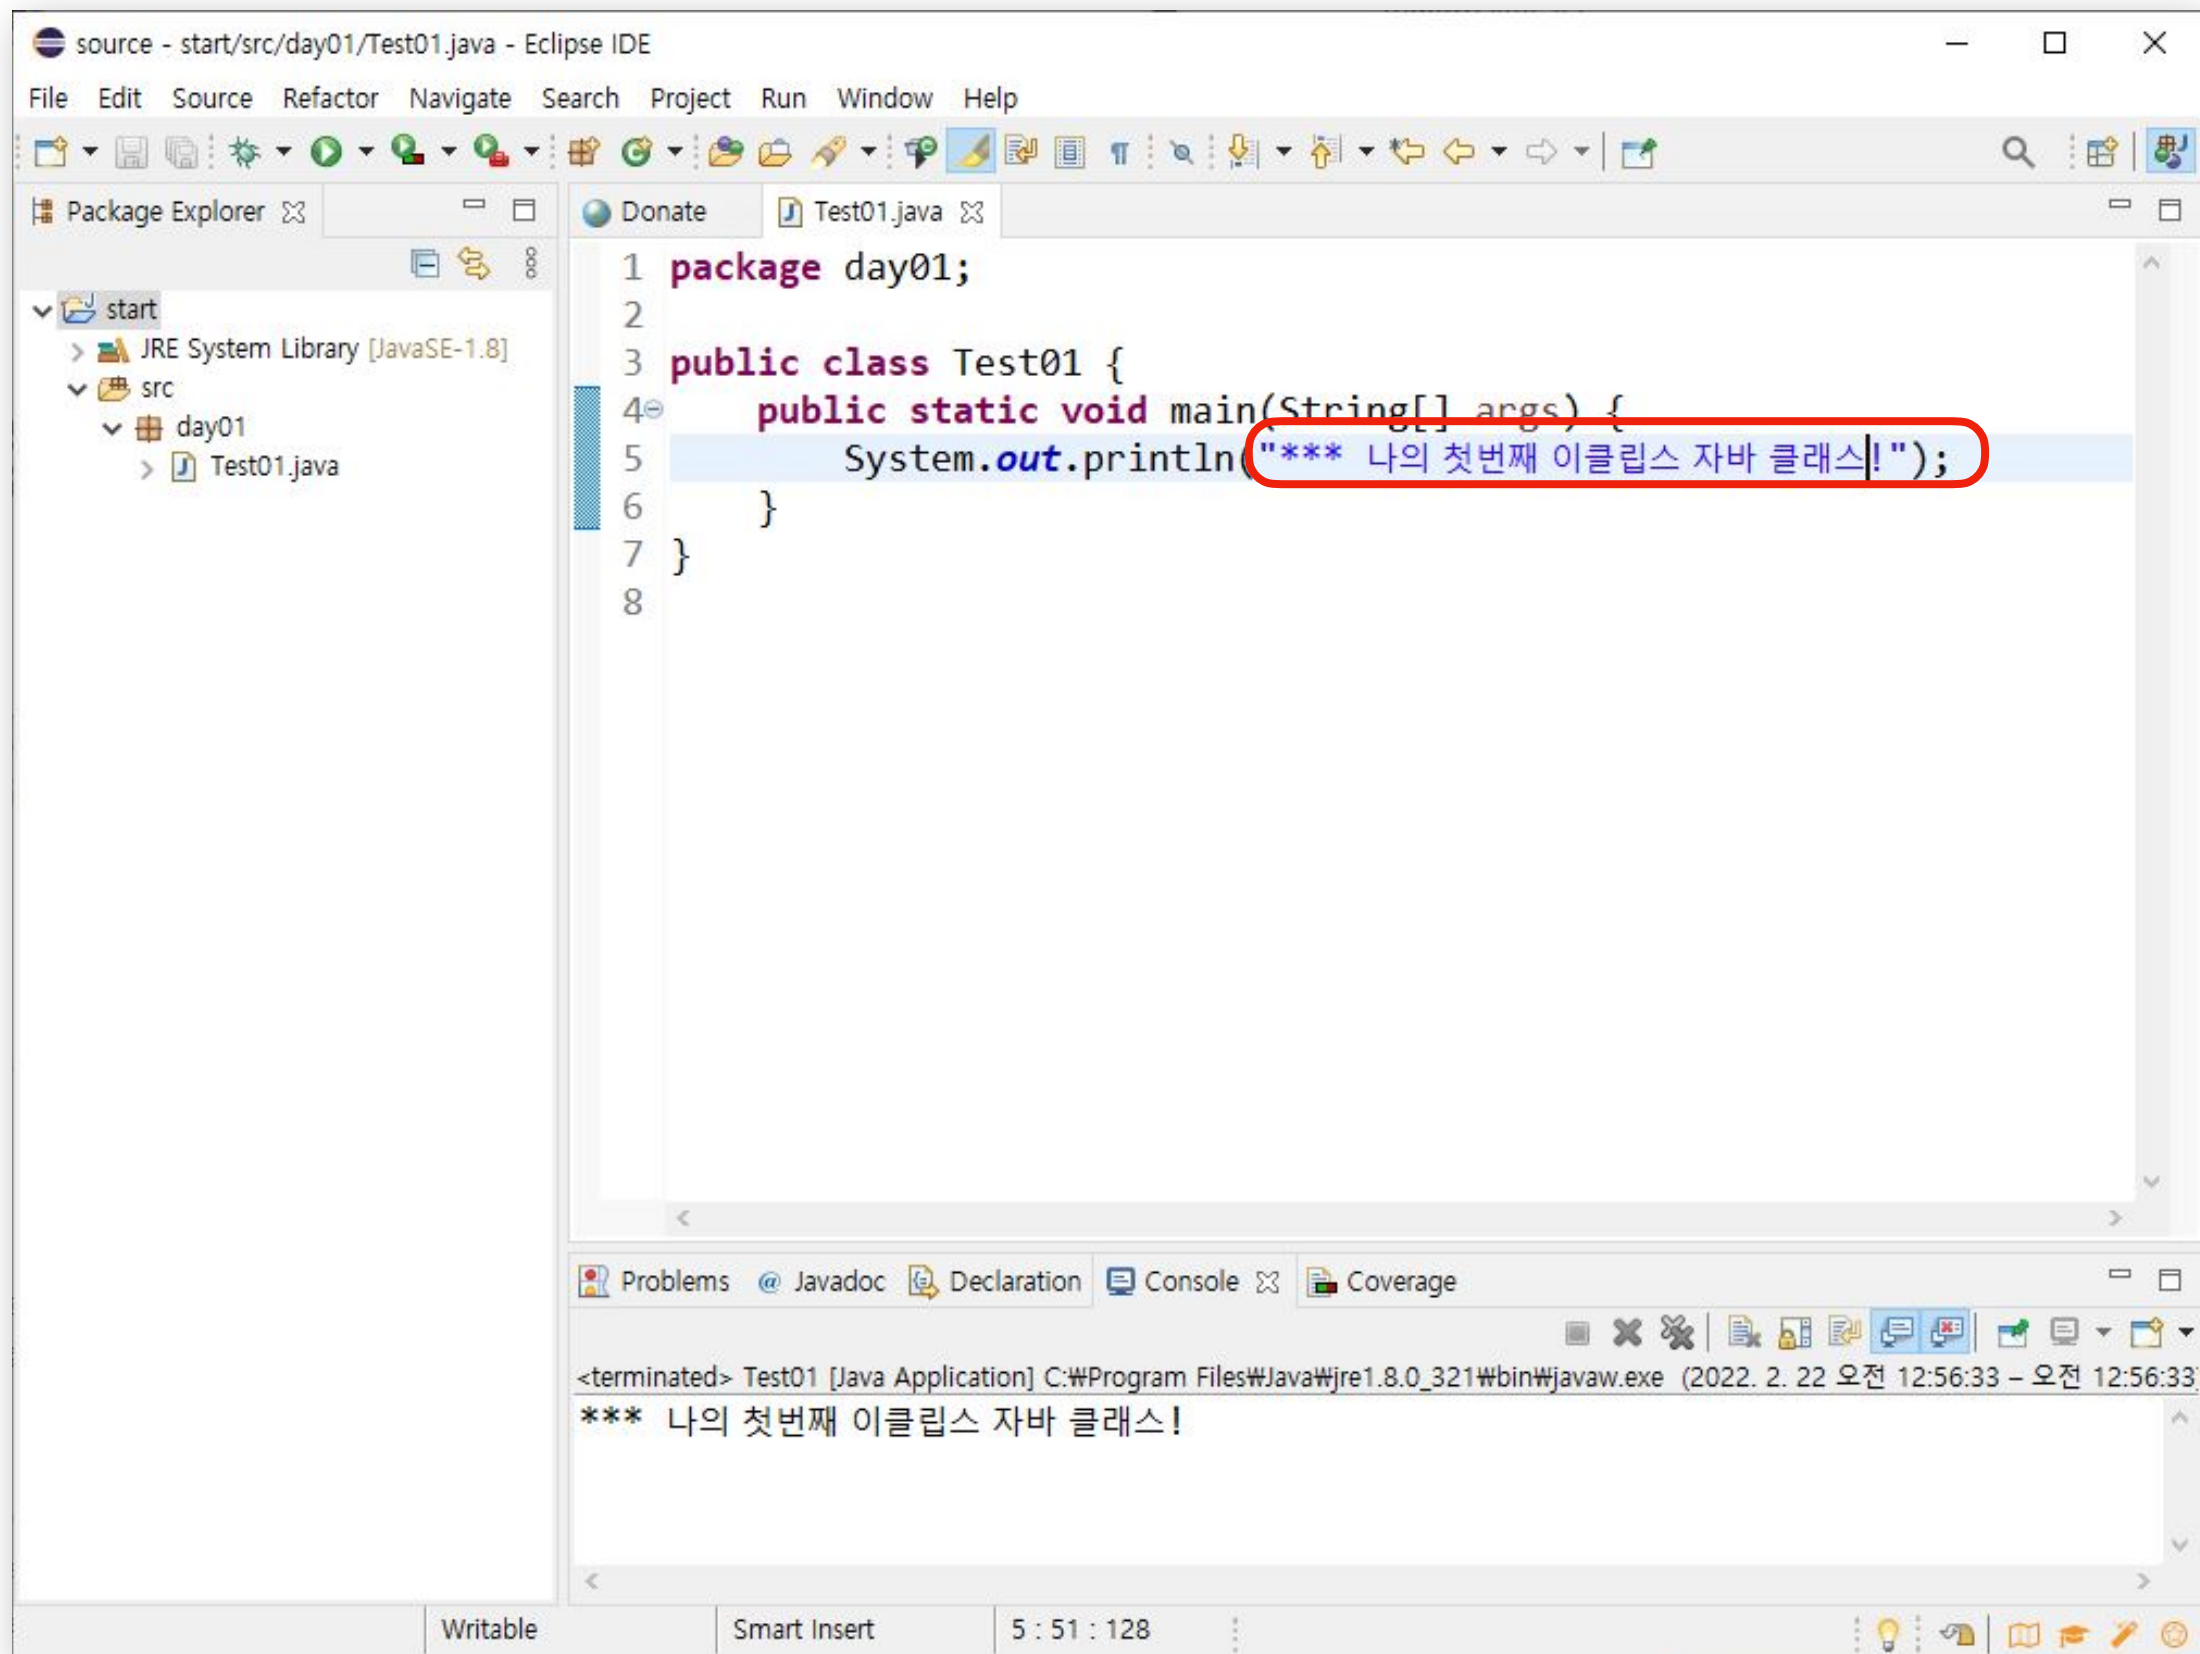 source - start/src/day01/Test01.java - Eclipse IDE
File Edit Source Refactor Navigate Search Project Run Window Help
Package Explorer
start
JRE System Library [JavaSE-1.8]
src
day01
Test01.java
Donate Test01.java
1 package day01;
2
3 public class Test01 {
4 public static void main(String[] args) {
5 System.out.println("*** 나의 첫번째 이클립스 자바 클래스!");
6 }
7 }
8
Problems @ Javadoc Declaration Console Coverage
<terminated> Test01 [Java Application] C:₩Program Files₩Java₩jre1.8.0_321₩bin₩javaw.exe (2022. 2. 22 오전 12:56:33 – 오전 12:56:33)
*** 나의 첫번째 이클립스 자바 클래스!
Writable Smart Insert 5 : 51 : 128